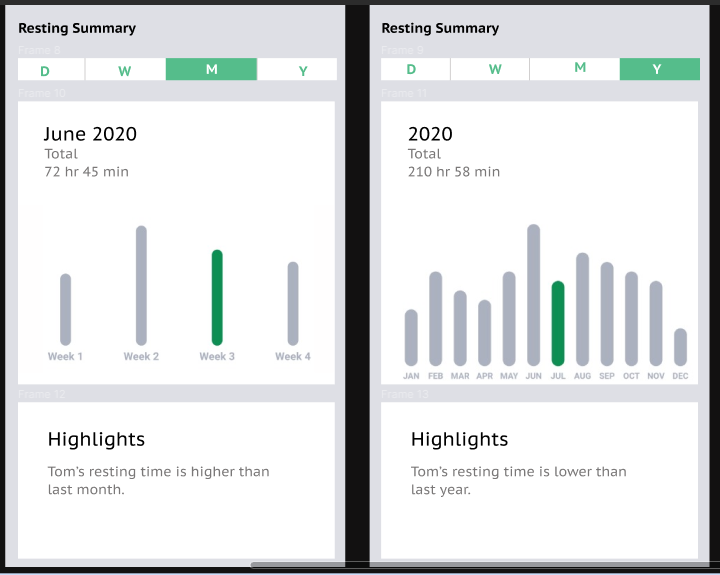 Resting Summary
Frame 8
D W M Y
Frame 10
June 2020
Total
72 hr 45 min
Week 1 Week 2 Week 3 Week 4
Frame 12
Highlights
Tom's resting time is higher than
last month.
Resting Summary
Frame 9
D W M Y
Frame 11
2020
Total
210 hr 58 min
JAN FEB MAR APR MAY JUN JUL AUG SEP OCT NOV DEC
Frame 13
Highlights
Tom's resting time is lower than
last year.